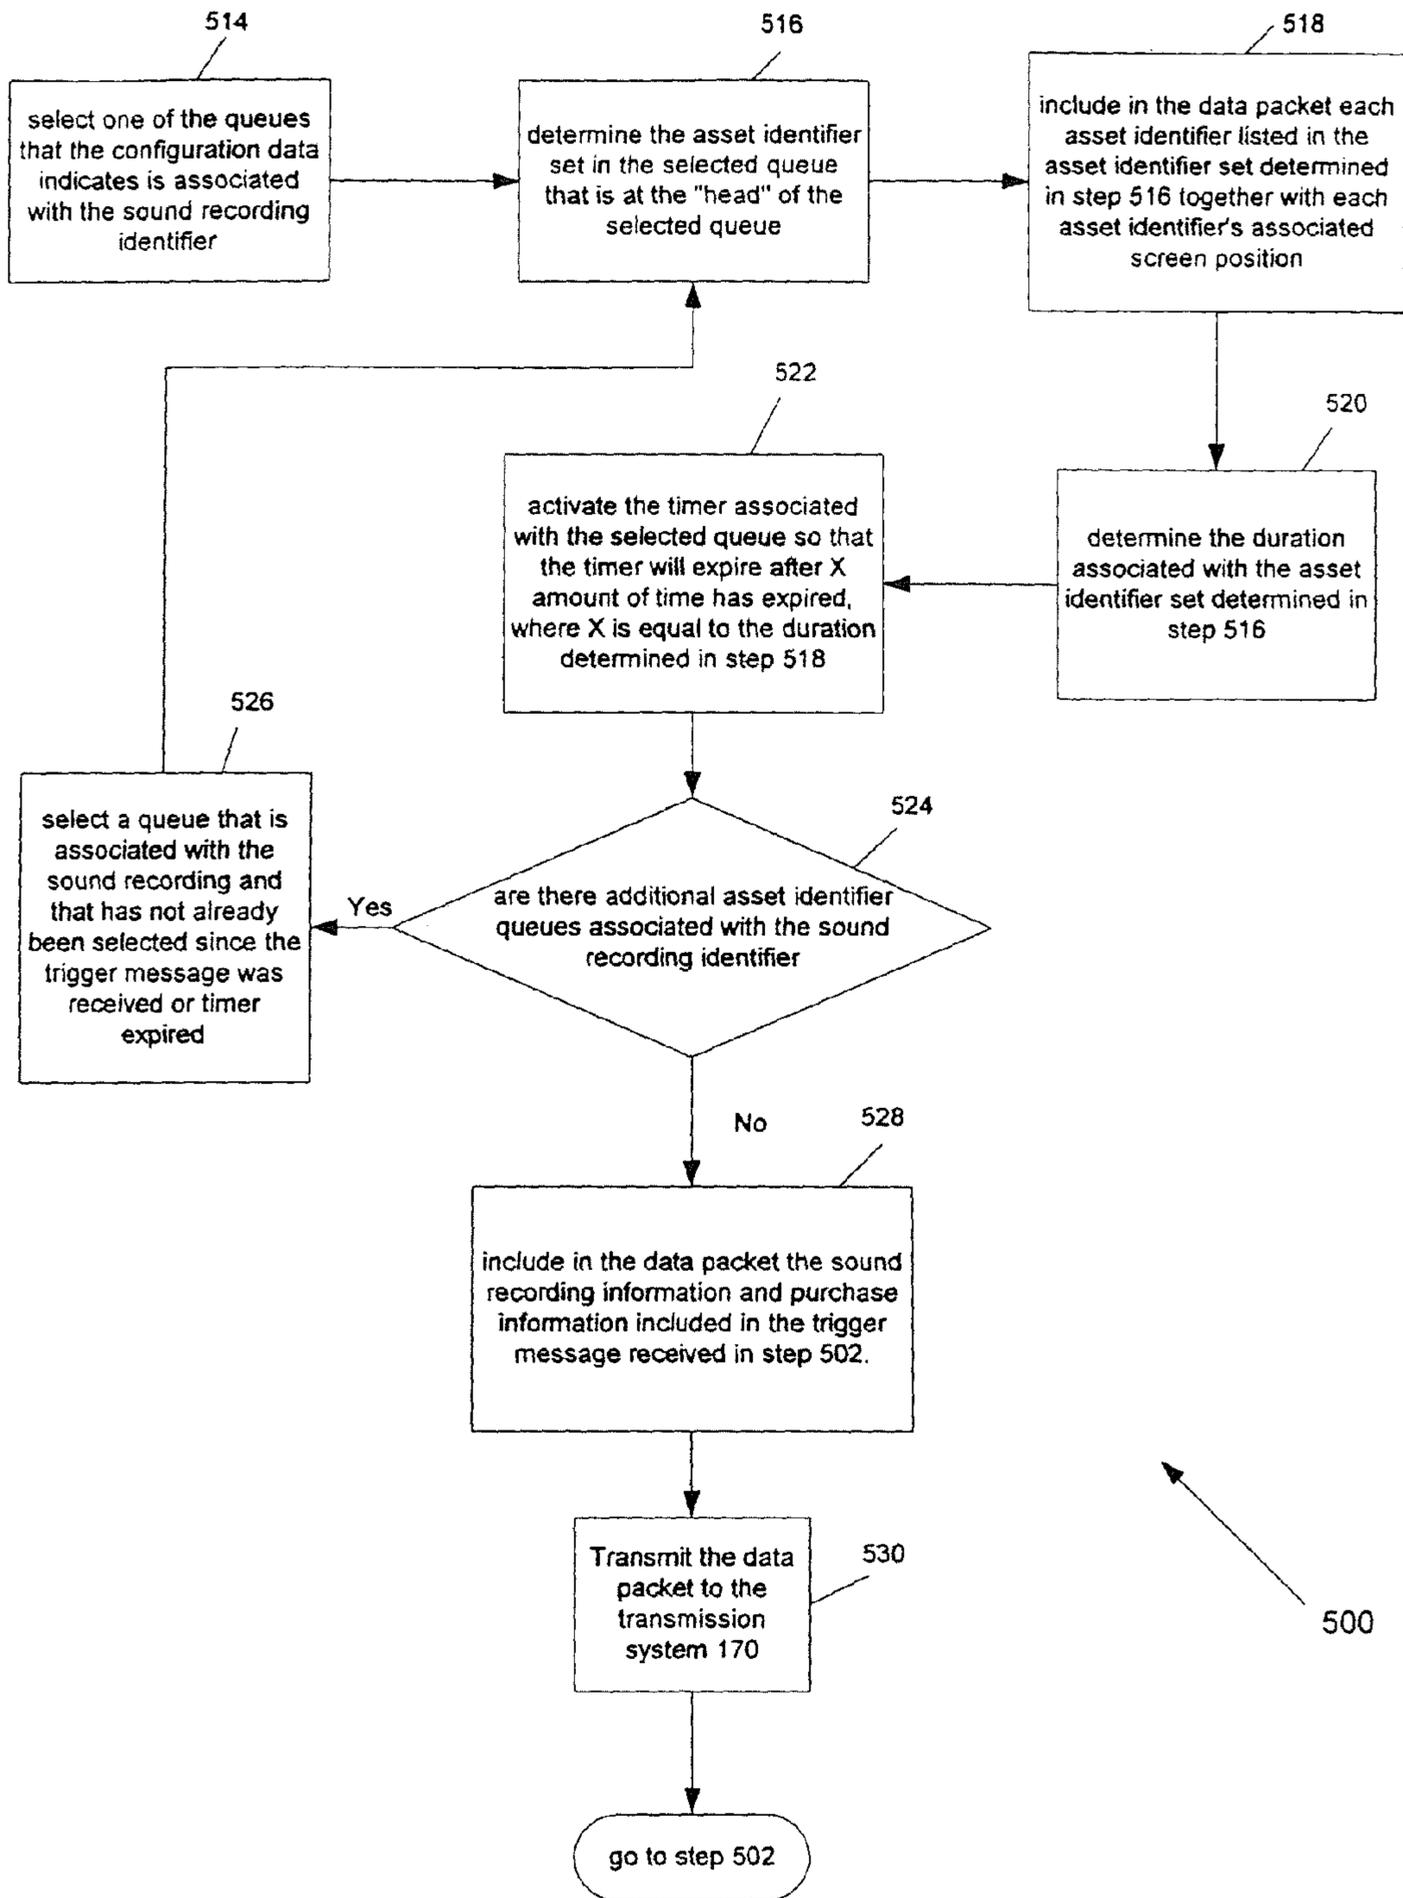 514
select one of the queues
that the configuration data
indicates is associated
with the sound recording
identifier
516
determine the asset identifier
set in the selected queue
that is at the "head" of the
selected queue
518
include in the data packet each
asset identifier listed in the
asset identifier set determined
in step 516 together with each
asset identifier's associated
screen position
520
determine the duration
associated with the asset
identifier set determined in
step 516
522
activate the timer associated
with the selected queue so that
the timer will expire after X
amount of time has expired,
where X is equal to the duration
determined in step 518
524
are there additional asset identifier
queues associated with the sound
recording identifier
Yes
526
select a queue that is
associated with the
sound recording and
that has not already
been selected since the
trigger message was
received or timer
expired
No
528
include in the data packet the sound
recording information and purchase
information included in the trigger
message received in step 502.
530
Transmit the data
packet to the
transmission
system 170
500
go to step 502